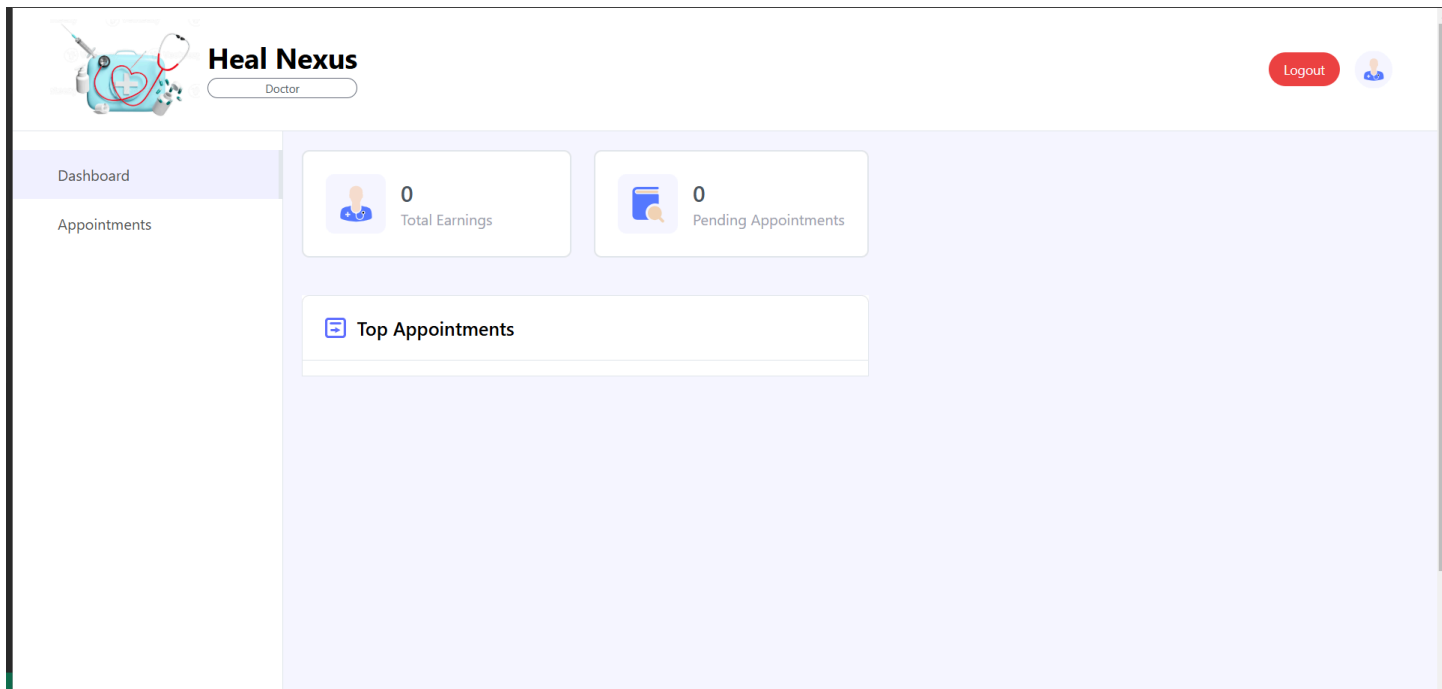 Heal Nexus
Doctor
Logout
Dashboard
Appointments
0
Total Earnings
0
Pending Appointments
Top Appointments